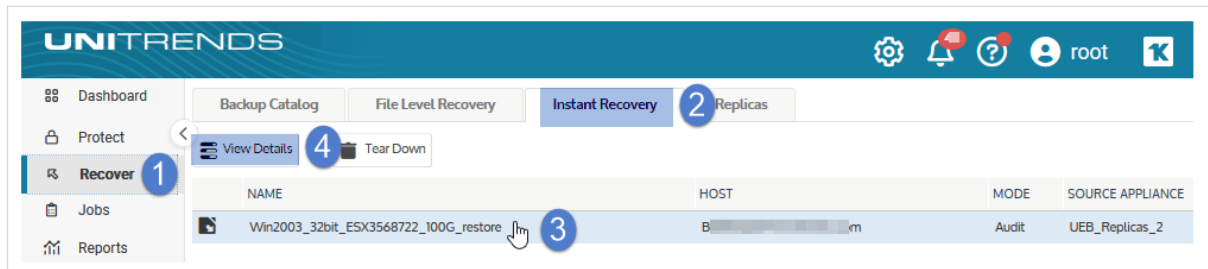 UNITRENDS
root
Dashboard
Protect
Recover 1
Jobs
Reports
Backup Catalog File Level Recovery Instant Recovery 2 Replicas
View Details 4 Tear Down
NAME HOST MODE SOURCE APPLIANCE
Win2003_32bit_ESX3568722_100G_restore 3 Audit UEB_Replicas_2